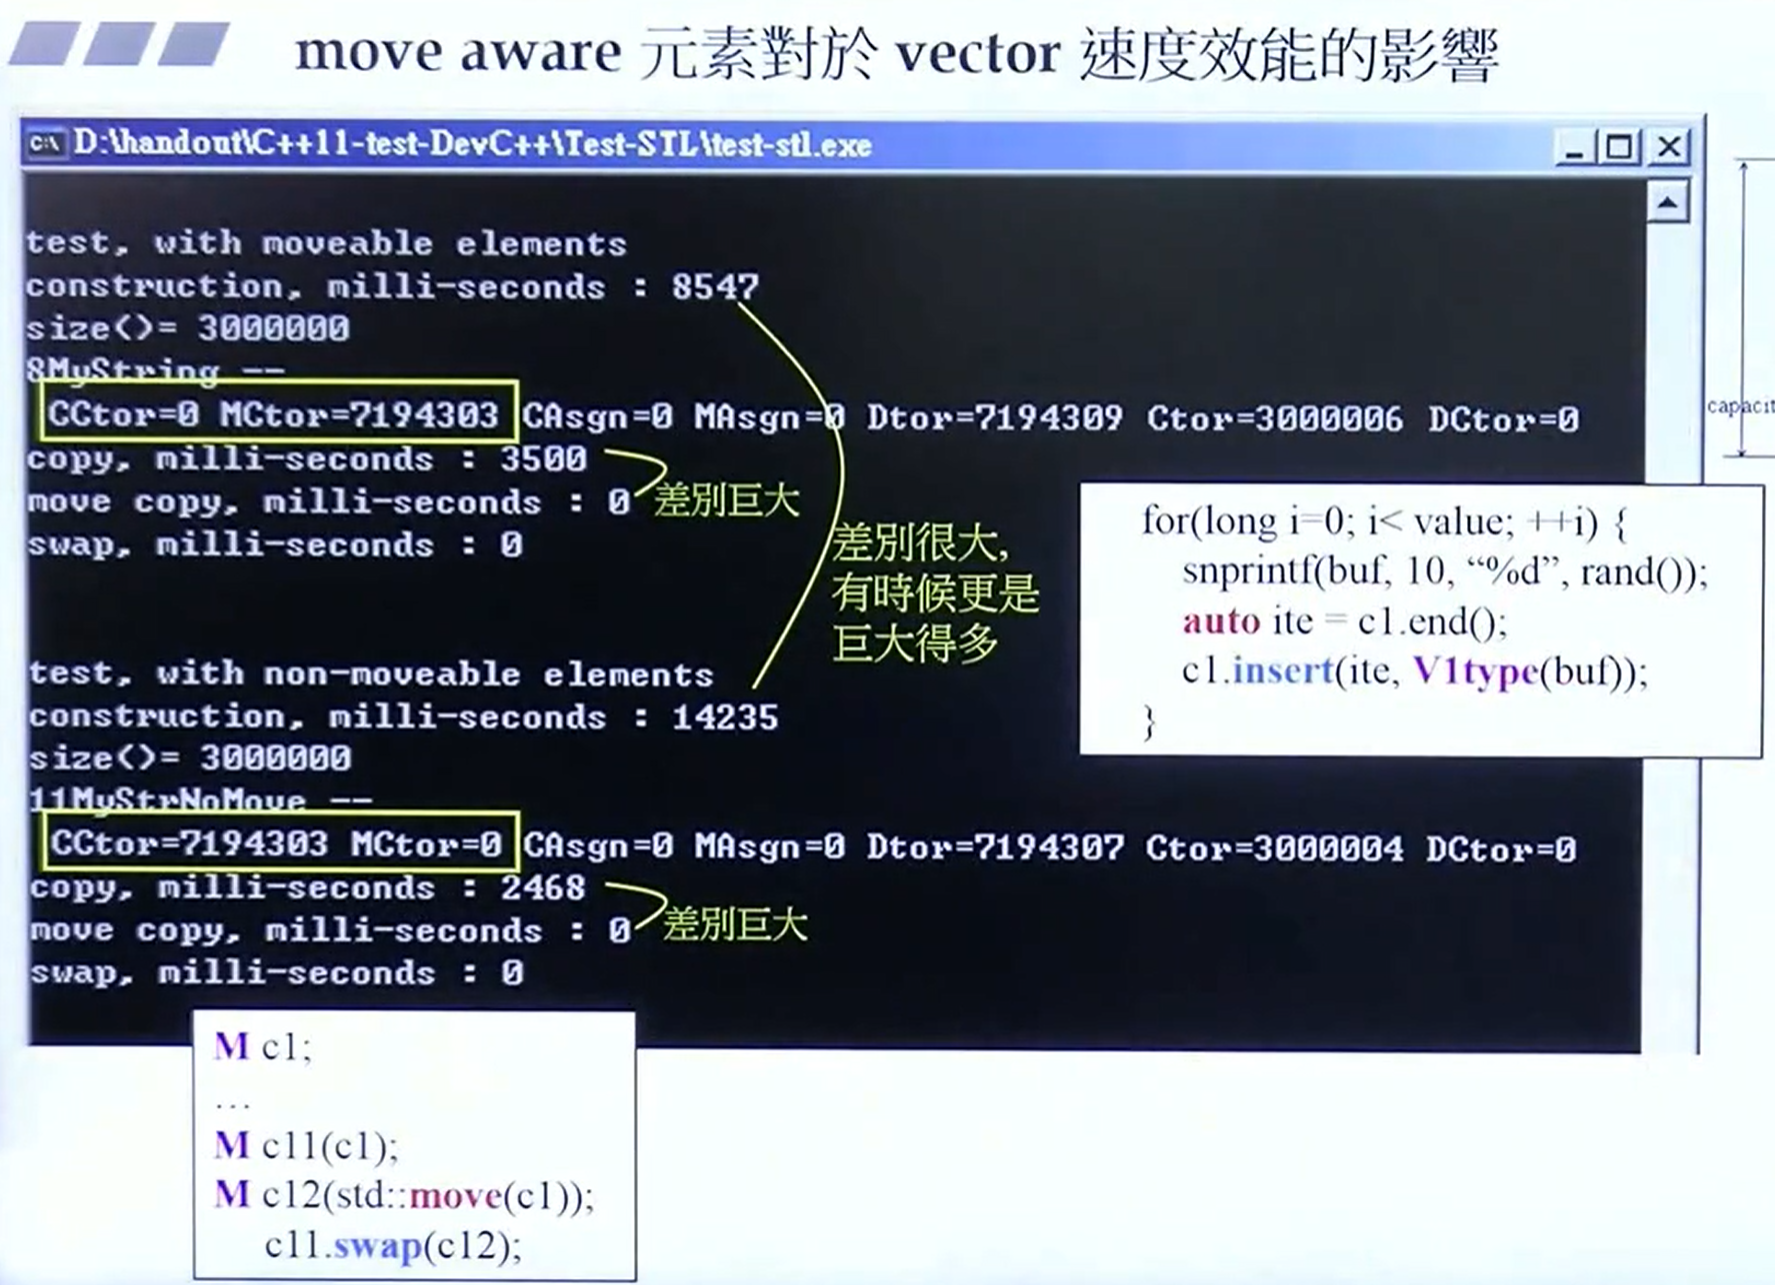 move aware 元素對於 vector 速度效能的影響
D:\handout\C++11-test-DevC++\Test-STL\test-stl.exe
test, with moveable elements
construction, milli-seconds : 8547
size()= 3000000
8MyString --
CCtor=0 MCtor=7194303 CAsgn=0 MAsgn=0 Dtor=7194309 Ctor=3000006 DCtor=0
copy, milli-seconds : 3500
move copy, milli-seconds : 0 差別巨大
swap, milli-seconds : 0
差別很大,
有時候更是
巨大得多
test, with non-moveable elements
construction, milli-seconds : 14235
size()= 3000000
11MyStrNoMove --
CCtor=7194303 MCtor=0 CAsgn=0 MAsgn=0 Dtor=7194307 Ctor=3000004 DCtor=0
copy, milli-seconds : 2468
move copy, milli-seconds : 0 差別巨大
swap, milli-seconds : 0
capacit
for(long i=0; i< value; ++i) {
snprintf(buf, 10, “%d”, rand());
auto ite = c1.end();
c1.insert(ite, V1type(buf));
}
M c1;
...
M c11(c1);
M c12(std::move(c1));
c11.swap(c12);